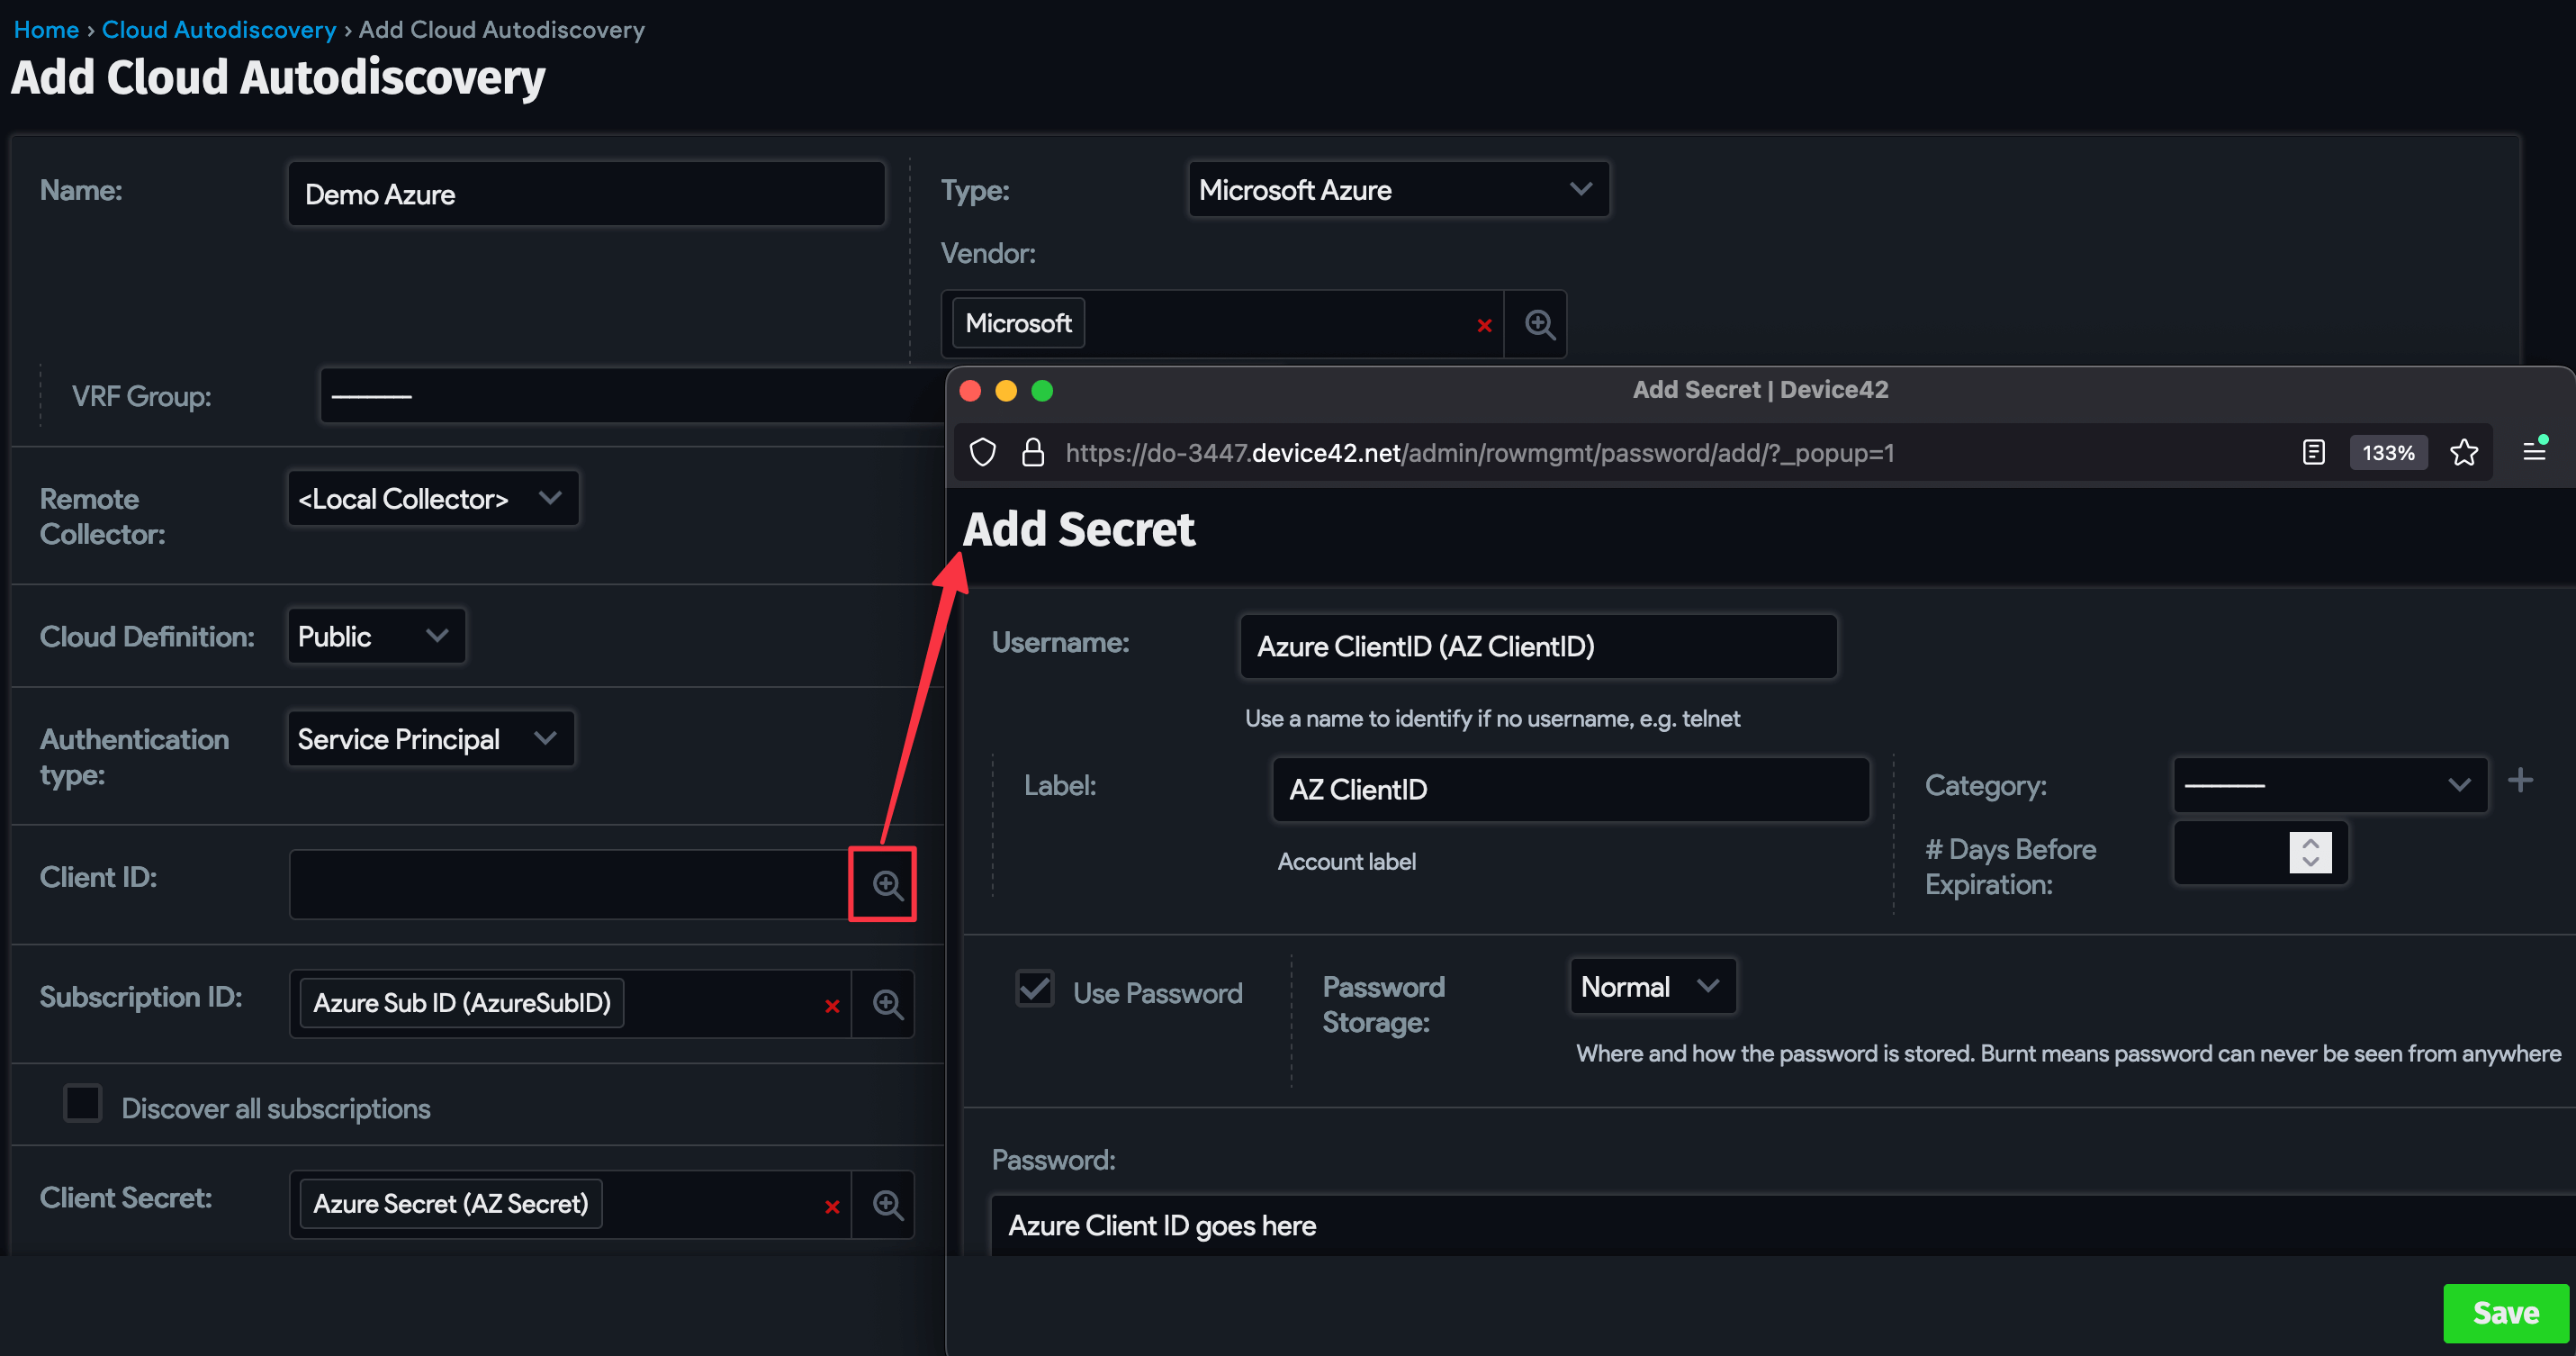 Home › Cloud Autodiscovery › Add Cloud Autodiscovery
Add Cloud Autodiscovery
Name:
Demo Azure
Type:
Microsoft Azure
Vendor:
Microsoft
VRF Group:
Remote
Collector:
<Local Collector>
Cloud Definition:
Public
Authentication
type:
Service Principal
Client ID:
Subscription ID:
Azure Sub ID (AzureSubID)
Discover all subscriptions
Client Secret:
Azure Secret (AZ Secret)
Add Secret | Device42
https://do-3447.device42.net/admin/rowmgmt/password/add/?_popup=1
133%
Add Secret
Username:
Azure ClientID (AZ ClientID)
Use a name to identify if no username, e.g. telnet
Label:
AZ ClientID
Account label
Category:
# Days Before
Expiration:
Use Password
Password
Storage:
Normal
Where and how the password is stored. Burnt means password can never be seen from anywhere
Password:
Azure Client ID goes here
Save